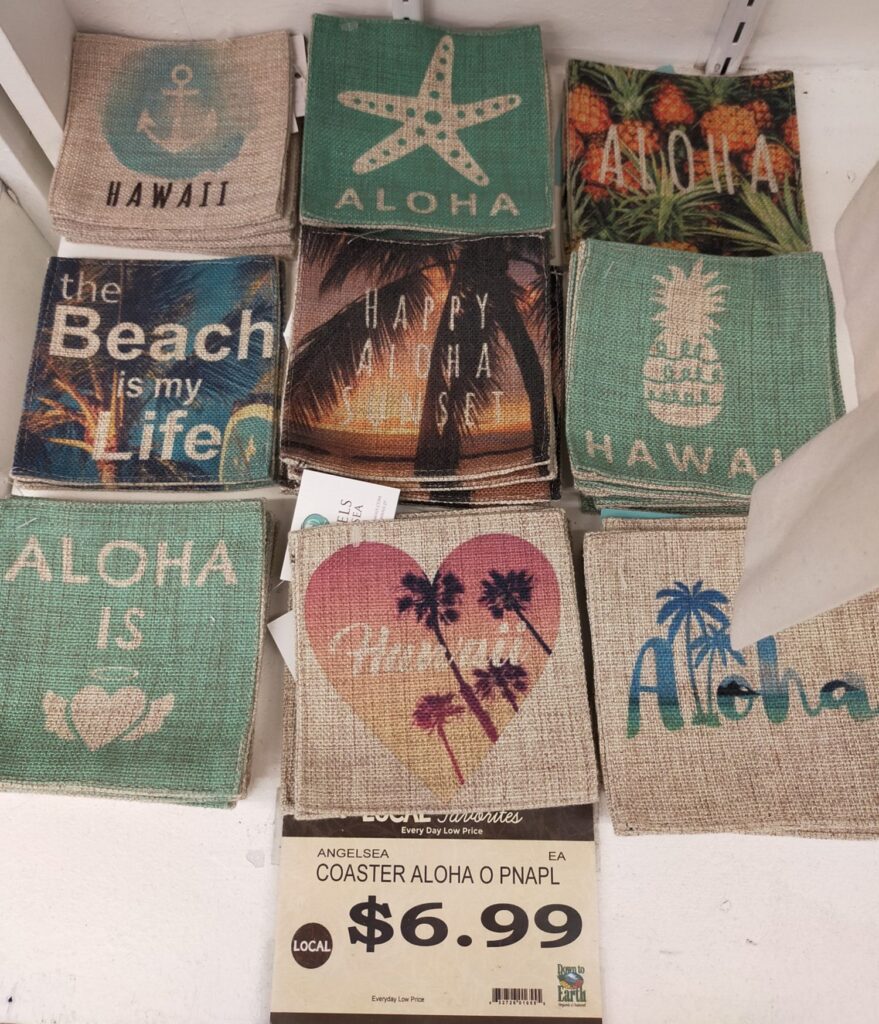 HAWAII
ALOHA
ALOHA
the
Beach
is my
Life
HAPPY
ALOHA
SUNSET
HAWAI
ALOHA
IS
Hawaii
Aloha
LOCAL Favorites
Every Day Low Price
ANGELSEA EA
COASTER ALOHA O PNAPL
$6.99
LOCAL
Everyday Low Price
Down to
Earth